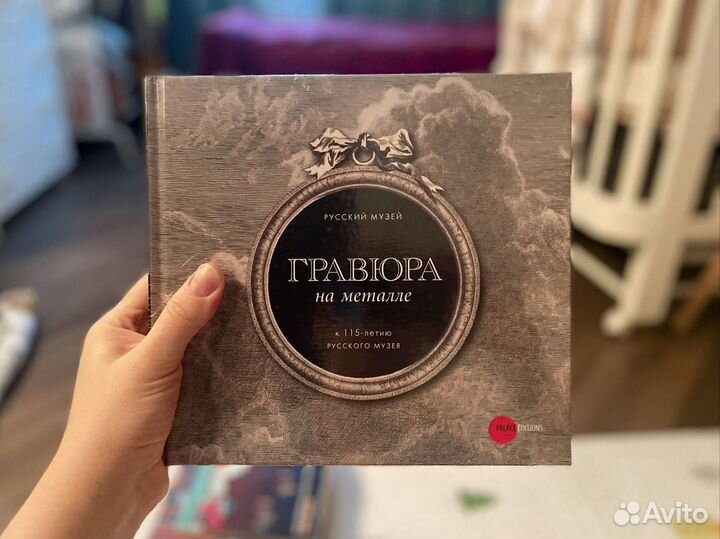 РУССКИЙ МУЗЕЙ
ГРАВЮРА
на металле
к 115-летию
РУССКОГО МУЗЕЯ
PALACE EDITIONS
Avito